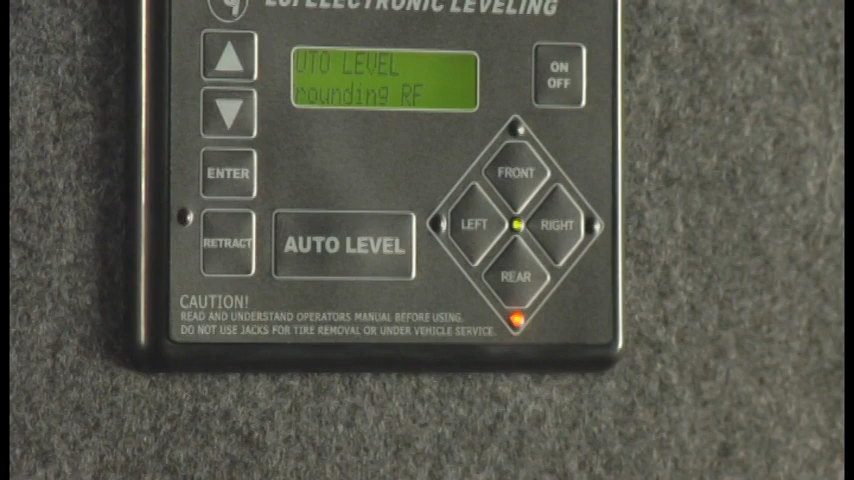 LCI ELECTRONIC LEVELING
UTO LEVEL
rounding RF
ON
OFF
ENTER
RETRACT
AUTO LEVEL
FRONT
LEFT
RIGHT
REAR
CAUTION!
READ AND UNDERSTAND OPERATORS MANUAL BEFORE USING.
DO NOT USE JACKS FOR TIRE REMOVAL OR UNDER VEHICLE SERVICE.